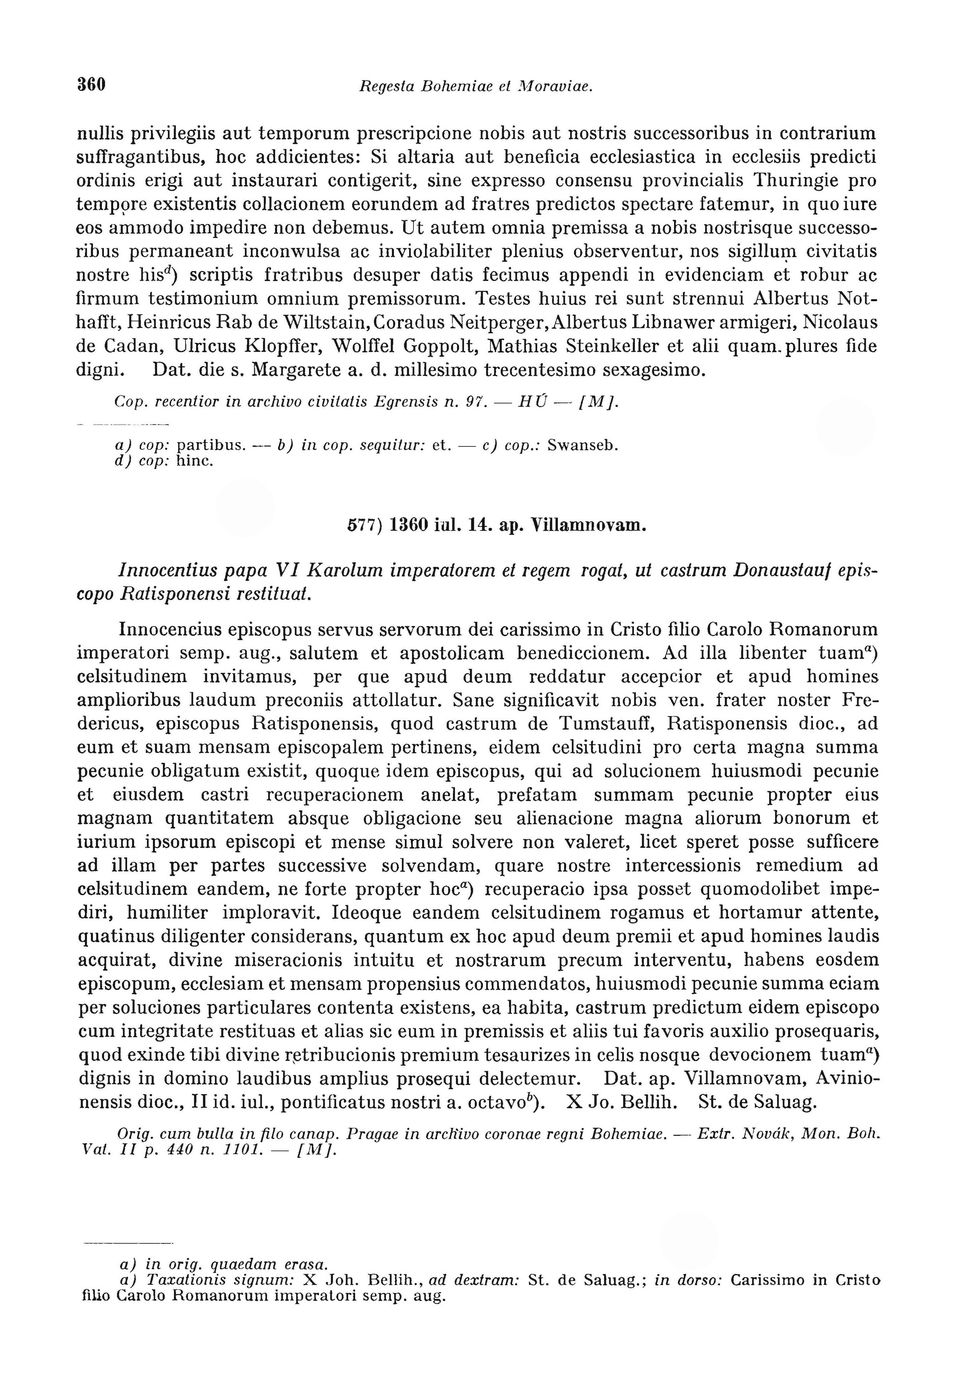 360 Regesta Bohemiae et Moraviae.
nullis privilegiis aut temporum prescripcione nobis aut nostris successoribus in contrarium
suffragantibus, hoc addicientes: Si altaria aut beneficia ecclesiastica in ecclesiis predicti
ordinis erigi aut instaurari contigerit, sine expresso consensu provincialis Thuringie pro
tempore existentis collacionem eorundem ad fratres predictos spectare fatemur, in quo iure
eos ammodo impedire non debemus. Ut autem omnia premissa a nobis nostrisque successo-
ribus permaneant inconwulsa ac inviolabiliter plenius observentur, nos sigillum civitatis
nostre his d) scriptis fratribus desuper datis fecimus appendi in evidenciam et robur ac
firmum testimonium omnium premissorum. Testes huius rei sunt strennui Albertus Not-
hafft, Heinricus Rab de Wiltstain, Coradus Neitperger, Albertus Libnawer armigeri, Nicolaus
de Cadan, Ulricus Klopffer, Wolffel Goppolt, Mathias Steinkeller et alii quam plures fide
digni. Dat. die s. Margarete a. d. millesimo trecentesimo sexagesimo.
Cop. recentior in archivo civitatis Egrensis n. 97. — HÚ — [M].
a) cop: partibus. — b) in cop. sequitur: et. — c) cop.: Swanseb.
d) cop: hinc.
577) 1360 iul. 14. ap. Villamnovam.
Innocentius papa VI Karolum imperatorem et regem rogat, ut castrum Donaustauf epis-
copo Ratisponensi restituat.
Innocencius episcopus servus servorum dei carissimo in Cristo filio Carolo Romanorum
imperatori semp. aug., salutem et apostolicam benediccionem. Ad illa libenter tuam a)
celsitudinem invitamus, per que apud deum reddatur accepcior et apud homines
amplioribus laudum preconiis attollatur. Sane significavit nobis ven. frater noster Fre-
dericus, episcopus Ratisponensis, quod castrum de Tumstauff, Ratisponensis dioc., ad
eum et suam mensam episcopalem pertinens, eidem celsitudini pro certa magna summa
pecunie obligatum existit, quoque idem episcopus, qui ad solucionem huiusmodi pecunie
et eiusdem castri recuperacionem anelat, prefatam summam pecunie propter eius
magnam quantitatem absque obligacione seu alienacione magna aliorum bonorum et
iurium ipsorum episcopi et mense simul solvere non valeret, licet speret posse sufficere
ad illam per partes successive solvendam, quare nostre intercessionis remedium ad
celsitudinem eandem, ne forte propter hoc a) recuperacio ipsa posset quomodolibet impe-
diri, humiliter imploravit. Ideoque eandem celsitudinem rogamus et hortamur attente,
quatinus diligenter considerans, quantum ex hoc apud deum premii et apud homines laudis
acquirat, divine miseracionis intuitu et nostrarum precum interventu, habens eosdem
episcopum, ecclesiam et mensam propensius commendatos, huiusmodi pecunie summa eciam
per soluciones particulares contenta existens, ea habita, castrum predictum eidem episcopo
cum integritate restituas et alias sic eum in premissis et aliis tui favoris auxilio prosequaris,
quod exinde tibi divine retribucionis premium tesaurizes in celis nosque devocionem tuam a)
dignis in domino laudibus amplius prosequi delectemur. Dat. ap. Villamnovam, Avinio-
nensis dioc., II id. iul., pontificatus nostri a. octavo b). X Jo. Bellih. St. de Saluag.
Orig. cum bulla in filo canap. Pragae in archivo coronae regni Bohemiae. — Extr. Novák, Mon. Boh.
Vat. II p. 440 n. 1101. — [M].
a) in orig. quaedam erasa.
a) Taxationis signum: X Joh. Bellih., ad dextram: St. de Saluag.; in dorso: Carissimo in Cristo
filio Carolo Romanorum imperatori semp. aug.